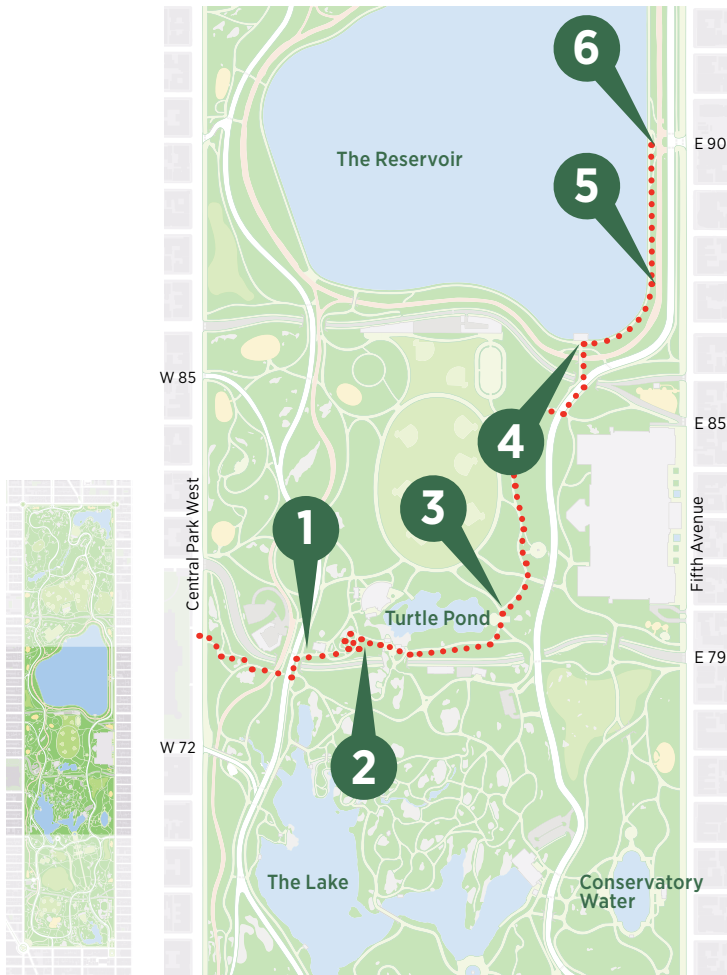 6
The Reservoir
E 90
5
W 85
E 85
4
Central Park West
1
3
Fifth Avenue
Turtle Pond
E 79
W 72
2
The Lake
Conservatory
Water